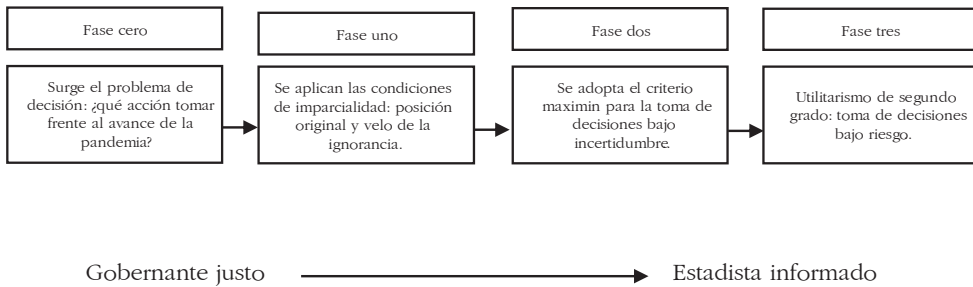 Fase cero
Fase uno
Fase dos
Fase tres
Surge el problema de
decisión: ¿qué acción tomar
frente al avance de la
pandemia?
Se aplican las condiciones
de imparcialidad: posición
original y velo de la
ignorancia.
Se adopta el criterio
maximin para la toma de
decisiones bajo
incertidumbre.
Utilitarismo de segundo
grado: toma de decisiones
bajo riesgo.
Gobernante justo
Estadista informado